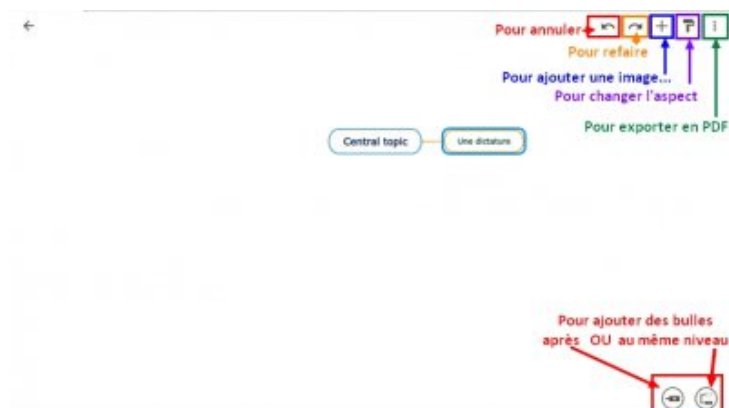 Pour annuler
Pour refaire
Pour ajouter une image...
Pour changer l'aspect
Pour exporter en PDF
Central topic
Une dictature
Pour ajouter des bulles
après OU au même niveau